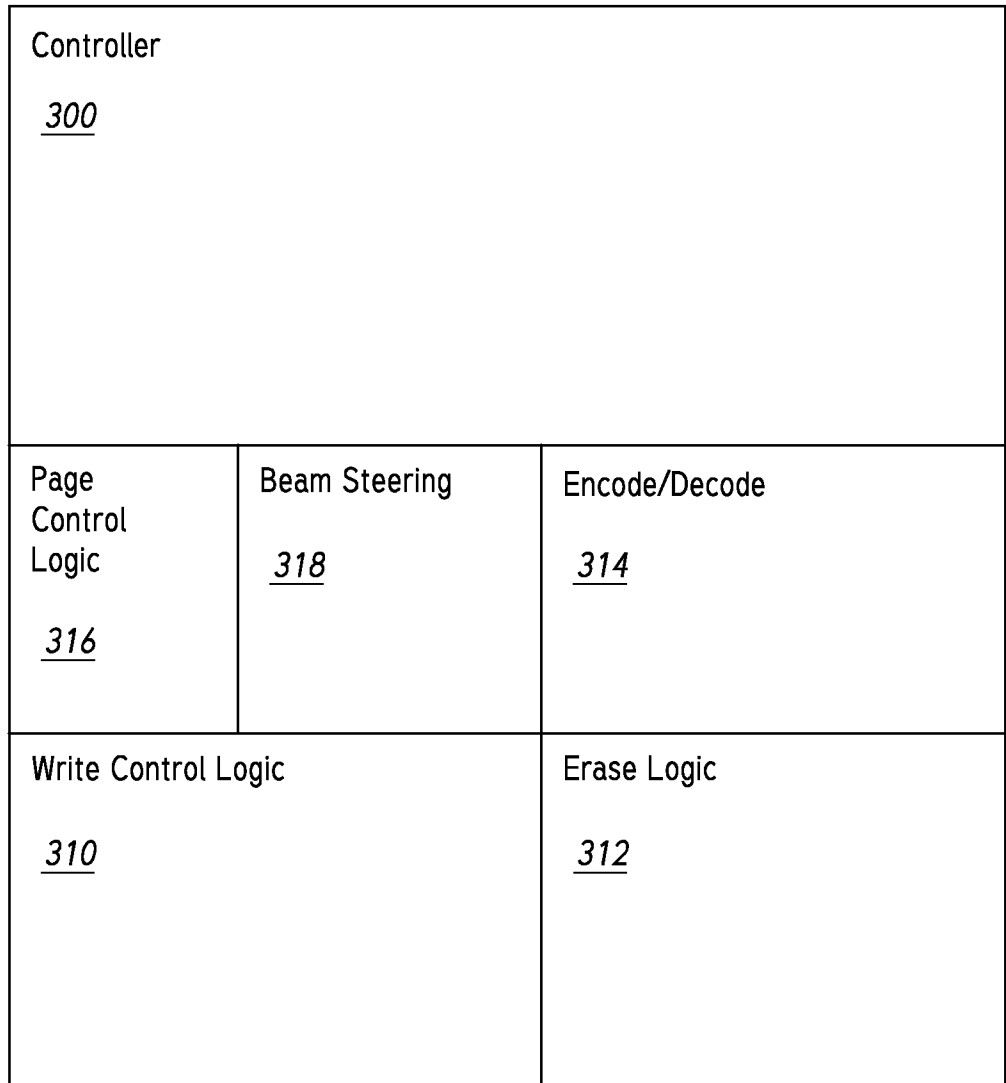 Controller
300
Page
Control
Logic
316
Beam Steering
318
Encode/Decode
314
Write Control Logic
310
Erase Logic
312